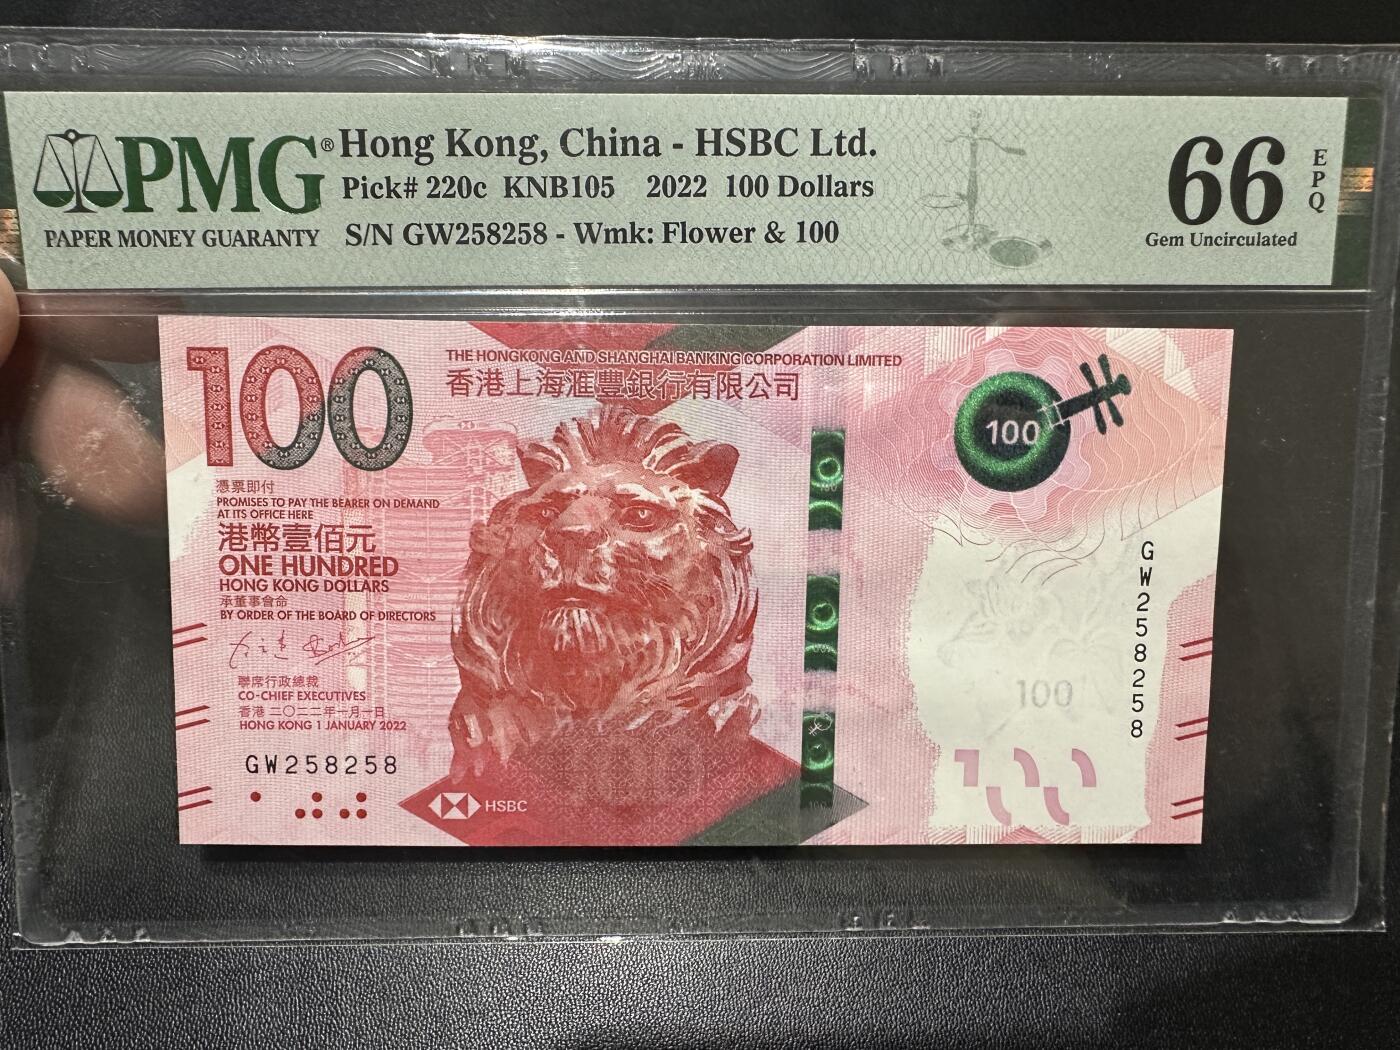 PMG®
PAPER MONEY GUARANTY
Hong Kong, China - HSBC Ltd.
Pick# 220c KNB105 2022 100 Dollars
S/N GW258258 - Wmk: Flower & 100
66
EPQ
Gem Uncirculated
100
THE HONGKONG AND SHANGHAI BANKING CORPORATION LIMITED
香港上海滙豐銀行有限公司
100
憑票即付
PROMISES TO PAY THE BEARER ON DEMAND
AT ITS OFFICE HERE
港幣壹佰元
ONE HUNDRED
HONG KONG DOLLARS
承董事會命
BY ORDER OF THE BOARD OF DIRECTORS
聯席行政總裁
CO-CHIEF EXECUTIVES
香港 二〇二二年一月一日
HONG KONG 1 JANUARY 2022
GW258258
HSBC
GW258258
100